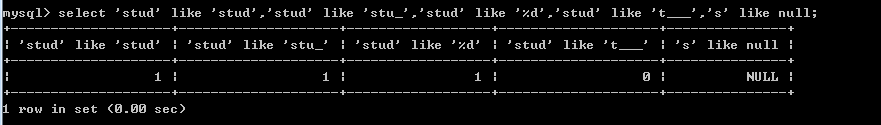 mysql> select 'stud' like 'stud','stud' like 'stu_','stud' like '%d','stud' like 't___','s' like null;
+--------------------+--------------------+------------------+--------------------+---------------+
| 'stud' like 'stud' | 'stud' like 'stu_' | 'stud' like '%d' | 'stud' like 't___' | 's' like null |
+--------------------+--------------------+------------------+--------------------+---------------+
|                  1 |                  1 |                1 |                  0 |          NULL |
+--------------------+--------------------+------------------+--------------------+---------------+
1 row in set (0.00 sec)